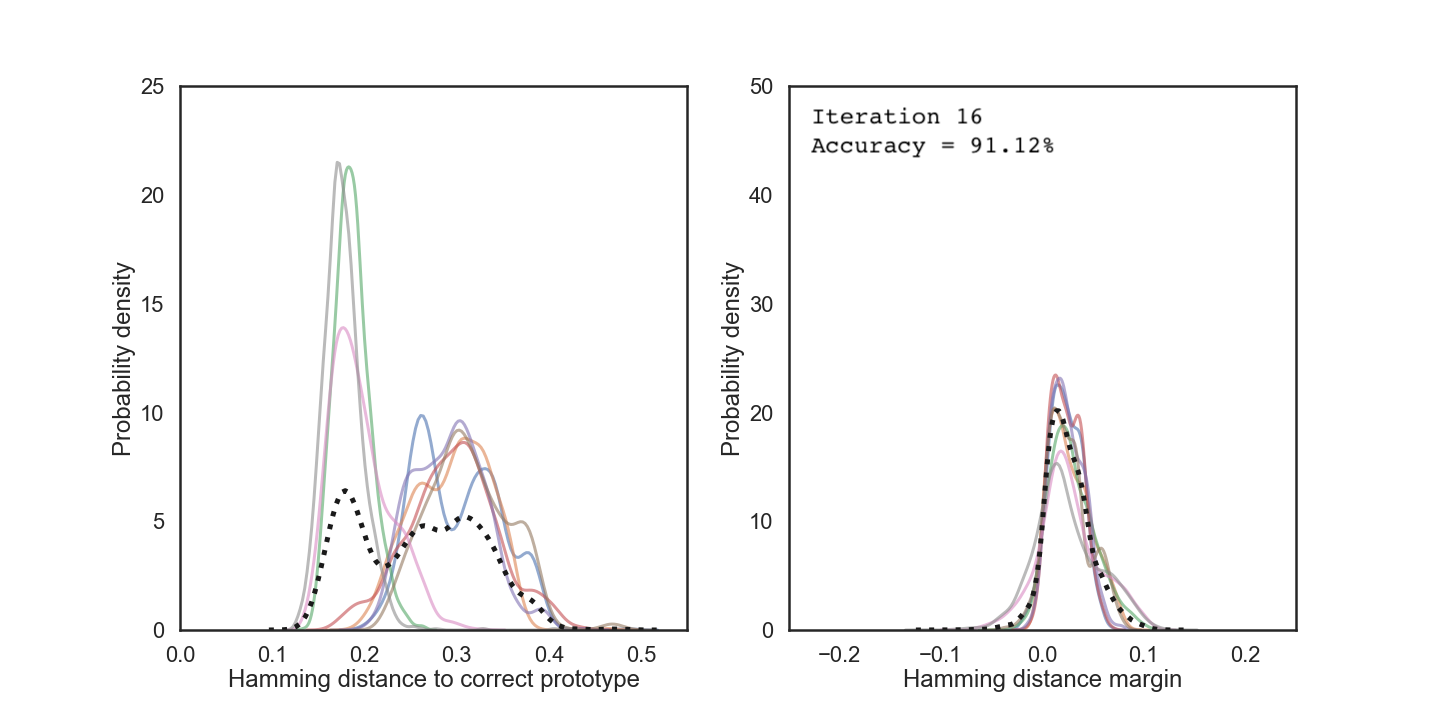 25
20
15
10
5
0
Probability density
0.0 0.1 0.2 0.3 0.4 0.5
Hamming distance to correct prototype
50
40
30
20
10
0
Probability density
Iteration 16
Accuracy = 91.12%
−0.2 −0.1 0.0 0.1 0.2
Hamming distance margin